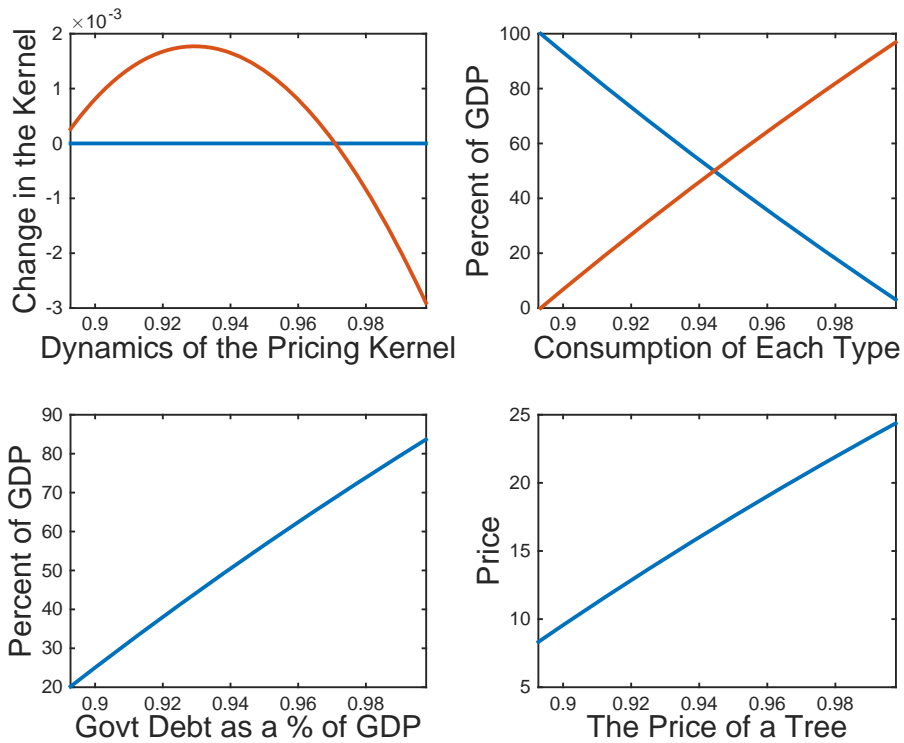 ×10⁻³
2
1
0
-1
-2
-3
Change in the Kernel
0.9 0.92 0.94 0.96 0.98
Dynamics of the Pricing Kernel
100
80
60
40
20
0
Percent of GDP
0.9 0.92 0.94 0.96 0.98
Consumption of Each Type
90
80
70
60
50
40
30
20
Percent of GDP
0.9 0.92 0.94 0.96 0.98
Govt Debt as a % of GDP
25
20
15
10
5
Price
0.9 0.92 0.94 0.96 0.98
The Price of a Tree